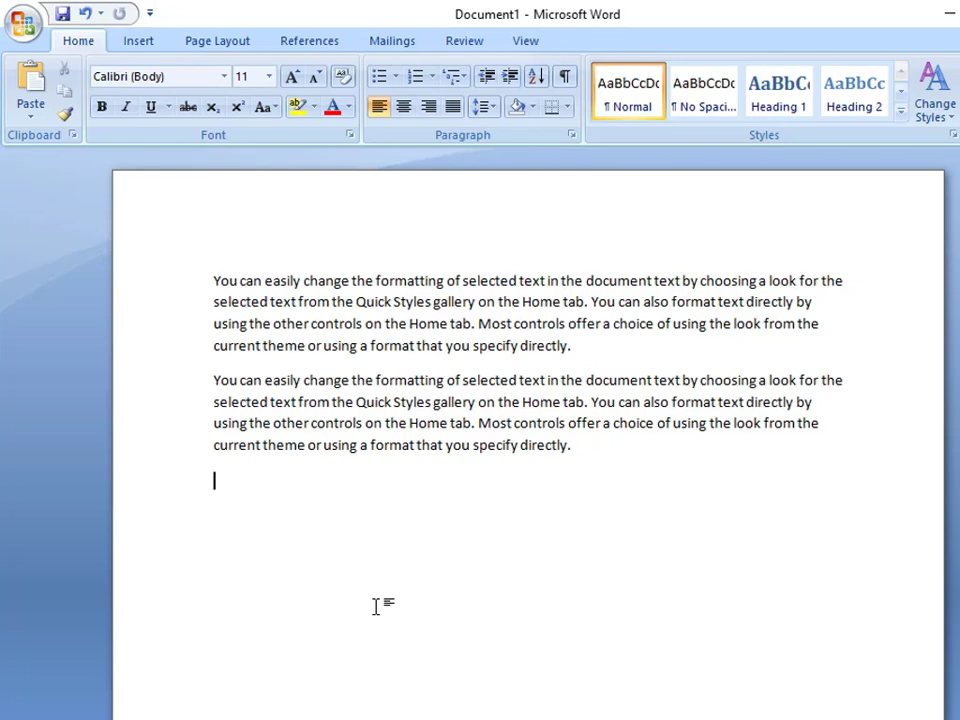 Document1 - Microsoft Word
Home Insert Page Layout References Mailings Review View
Calibri (Body) 11
Paste
B I U abc x₂ x² Aa ab A
AaBbCcDc AaBbCcDc AaBbC AaBbCc
¶ Normal ¶ No Spaci... Heading 1 Heading 2
Change
Styles
Clipboard Font Paragraph Styles
You can easily change the formatting of selected text in the document text by choosing a look for the
selected text from the Quick Styles gallery on the Home tab. You can also format text directly by
using the other controls on the Home tab. Most controls offer a choice of using the look from the
current theme or using a format that you specify directly.
You can easily change the formatting of selected text in the document text by choosing a look for the
selected text from the Quick Styles gallery on the Home tab. You can also format text directly by
using the other controls on the Home tab. Most controls offer a choice of using the look from the
current theme or using a format that you specify directly.